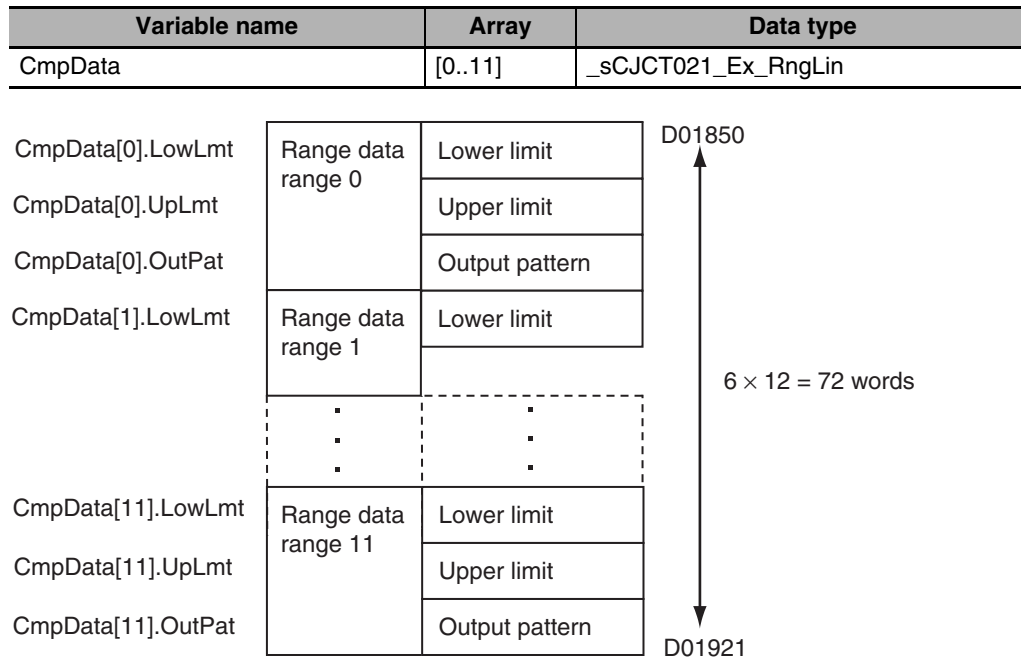 Variable name Array Data type
CmpData [0..11] _sCJCT021_Ex_RngLin
CmpData[0].LowLmt Range data range 0 Lower limit D01850
CmpData[0].UpLmt Upper limit
CmpData[0].OutPat Output pattern
CmpData[1].LowLmt Range data range 1 Lower limit
6 × 12 = 72 words
CmpData[11].LowLmt Range data range 11 Lower limit
CmpData[11].UpLmt Upper limit
CmpData[11].OutPat Output pattern
D01921